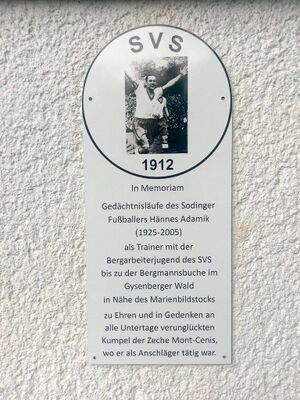 SVS
1912
In Memoriam
Gedächtnisläufe des Sodinger
Fußballers Hännes Adamik
(1925-2005)
als Trainer mit der
Bergarbeiterjugend des SVS
bis zu der Bergmannsbuche im
Gysenberger Wald
in Nähe des Marienbildstocks
zu Ehren und in Gedenken an
alle Untertage verunglückten
Kumpel der Zeche Mont-Cenis,
wo er als Anschläger tätig war.